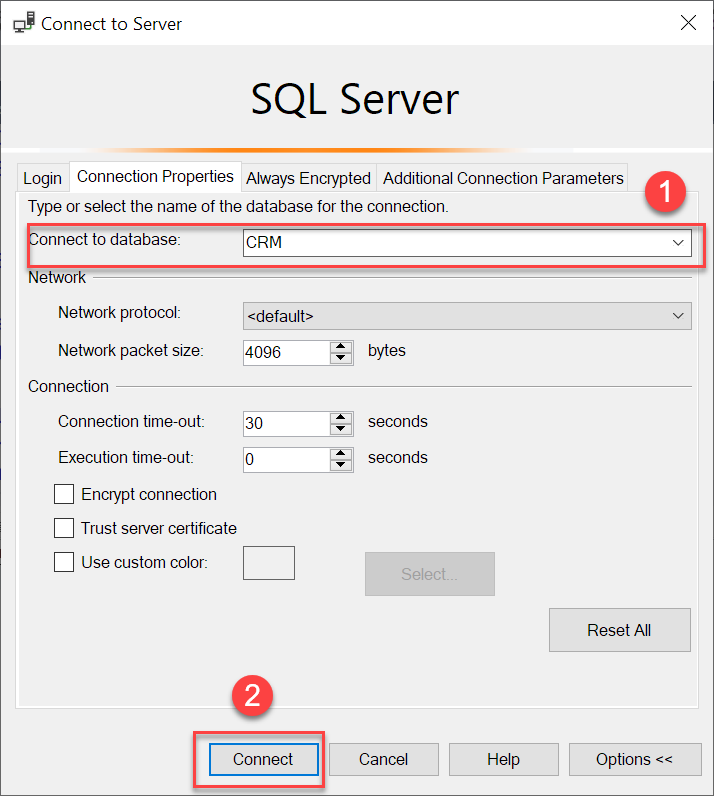 Connect to Server
SQL Server
Login Connection Properties Always Encrypted Additional Connection Parameters
1
Type or select the name of the database for the connection.
Connect to database: CRM
Network
Network protocol: <default>
Network packet size: 4096 bytes
Connection
Connection time-out: 30 seconds
Execution time-out: 0 seconds
Encrypt connection
Trust server certificate
Use custom color: Select...
Reset All
2
Connect Cancel Help Options <<